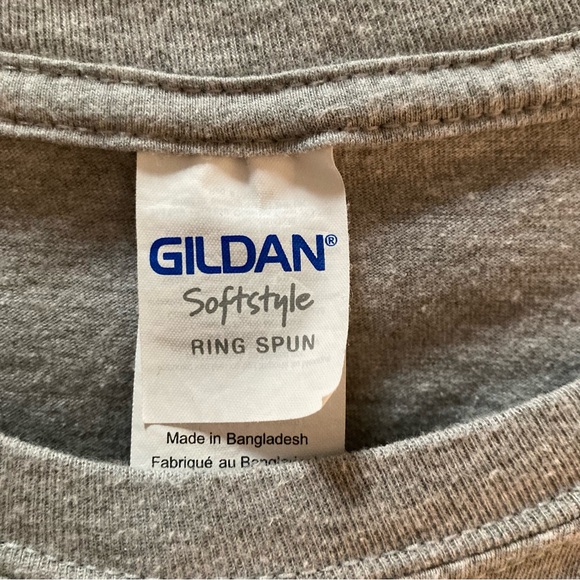 GILDAN®
Softstyle
RING SPUN
Made in Bangladesh
Fabriqué au